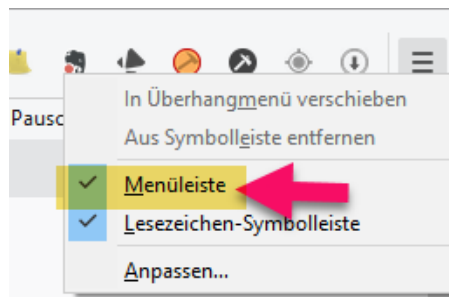 In Überhangmenü verschieben
Pausc
Aus Symbolleiste entfernen
Menüleiste
Lesezeichen-Symbolleiste
Anpassen...